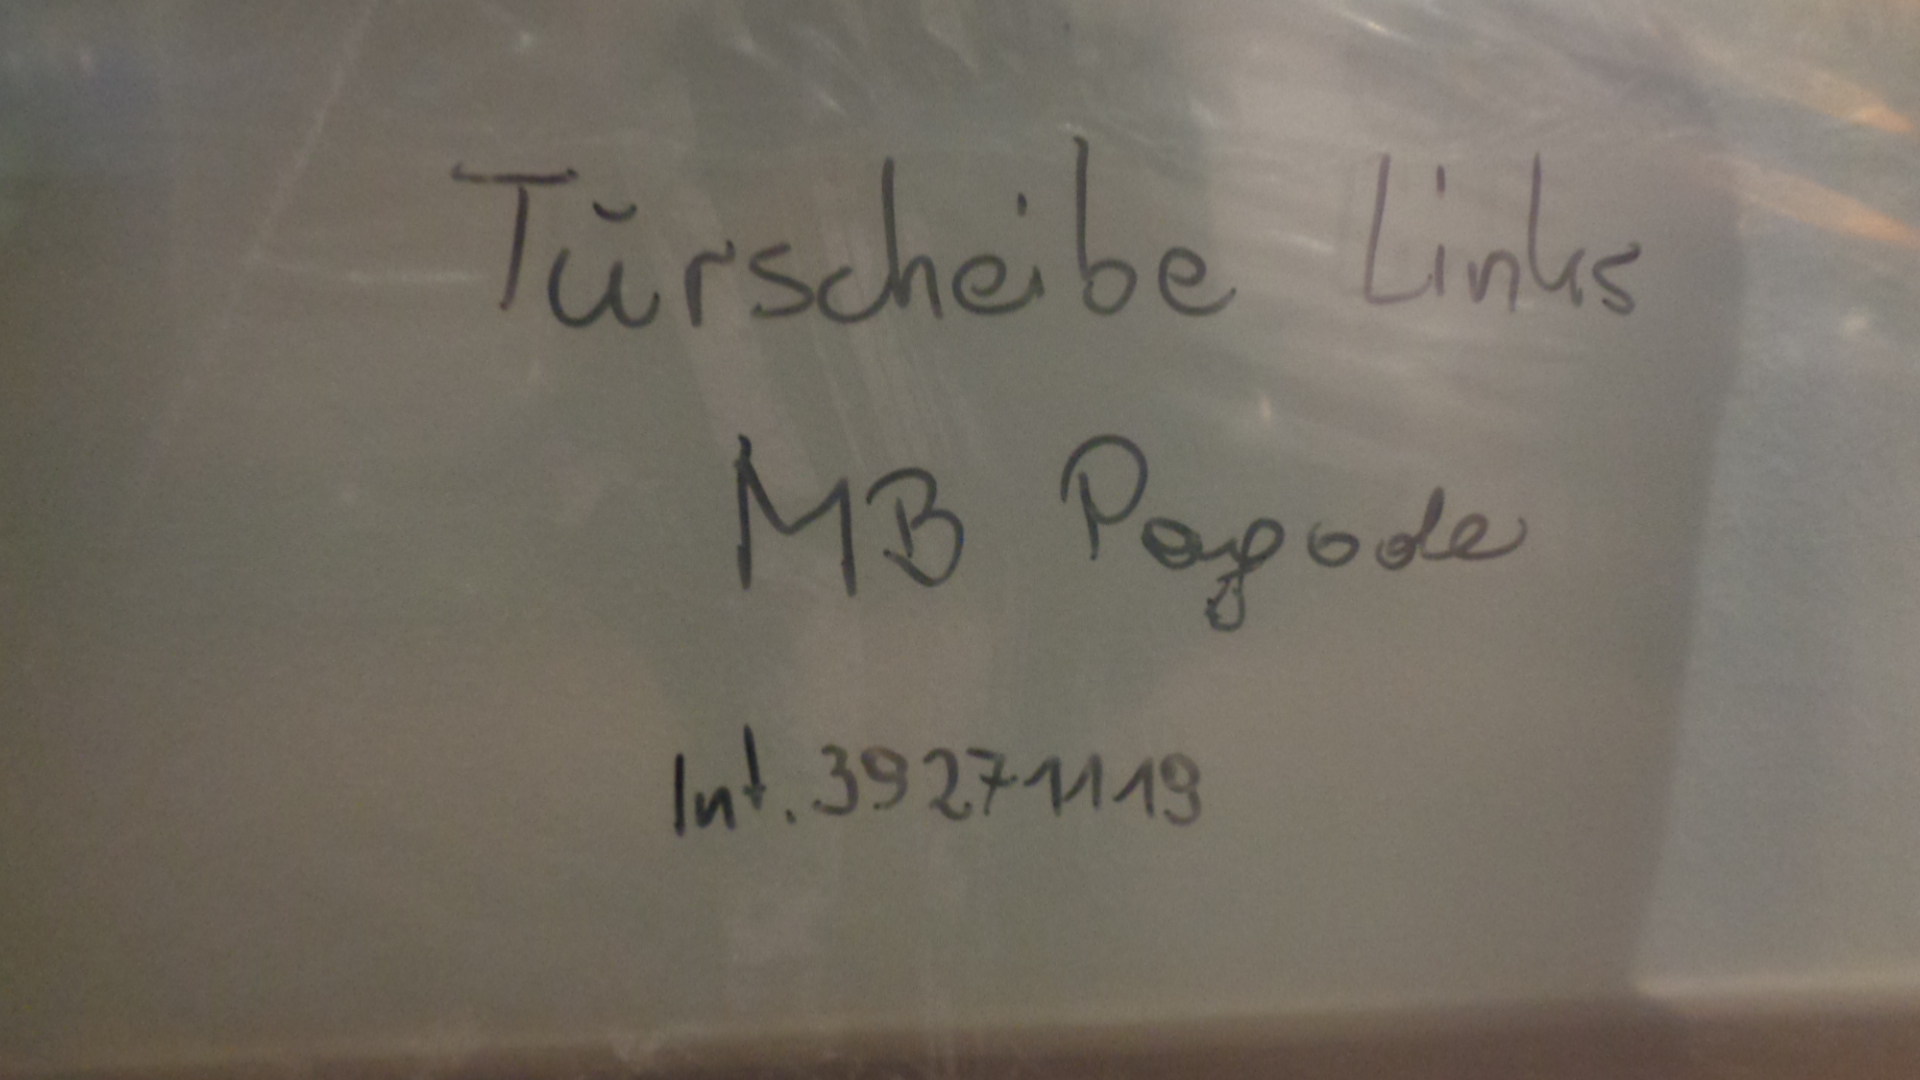 Türscheibe Links
MB Pagode
Int. 39271119